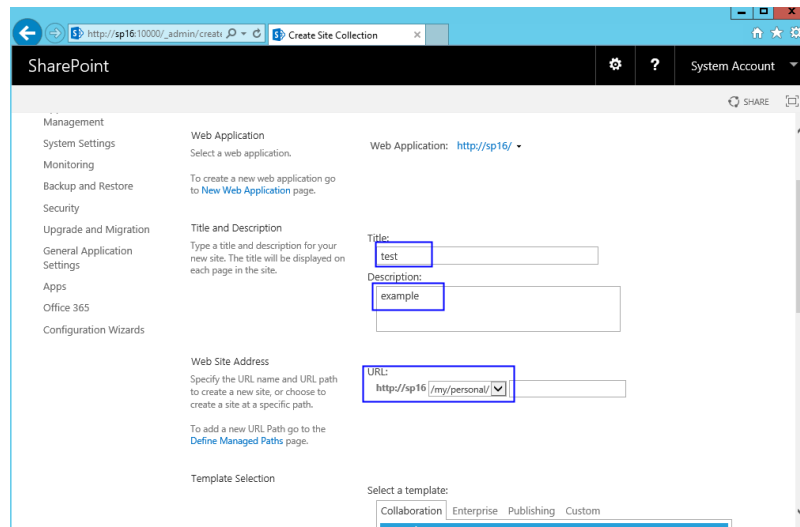 http://sp16:10000/_admin/create
Create Site Collection
SharePoint
?
System Account
SHARE
Management
System Settings
Monitoring
Backup and Restore
Security
Upgrade and Migration
General Application
Settings
Apps
Office 365
Configuration Wizards
Web Application
Select a web application.
To create a new web application go
to New Web Application page.
Web Application: http://sp16/
Title and Description
Type a title and description for your
new site. The title will be displayed on
each page in the site.
Title:
test
Description:
example
Web Site Address
Specify the URL name and URL path
to create a new site, or choose to
create a site at a specific path.
To add a new URL Path go to the
Define Managed Paths page.
URL:
http://sp16 /my/personal/
Template Selection
Select a template:
Collaboration Enterprise Publishing Custom